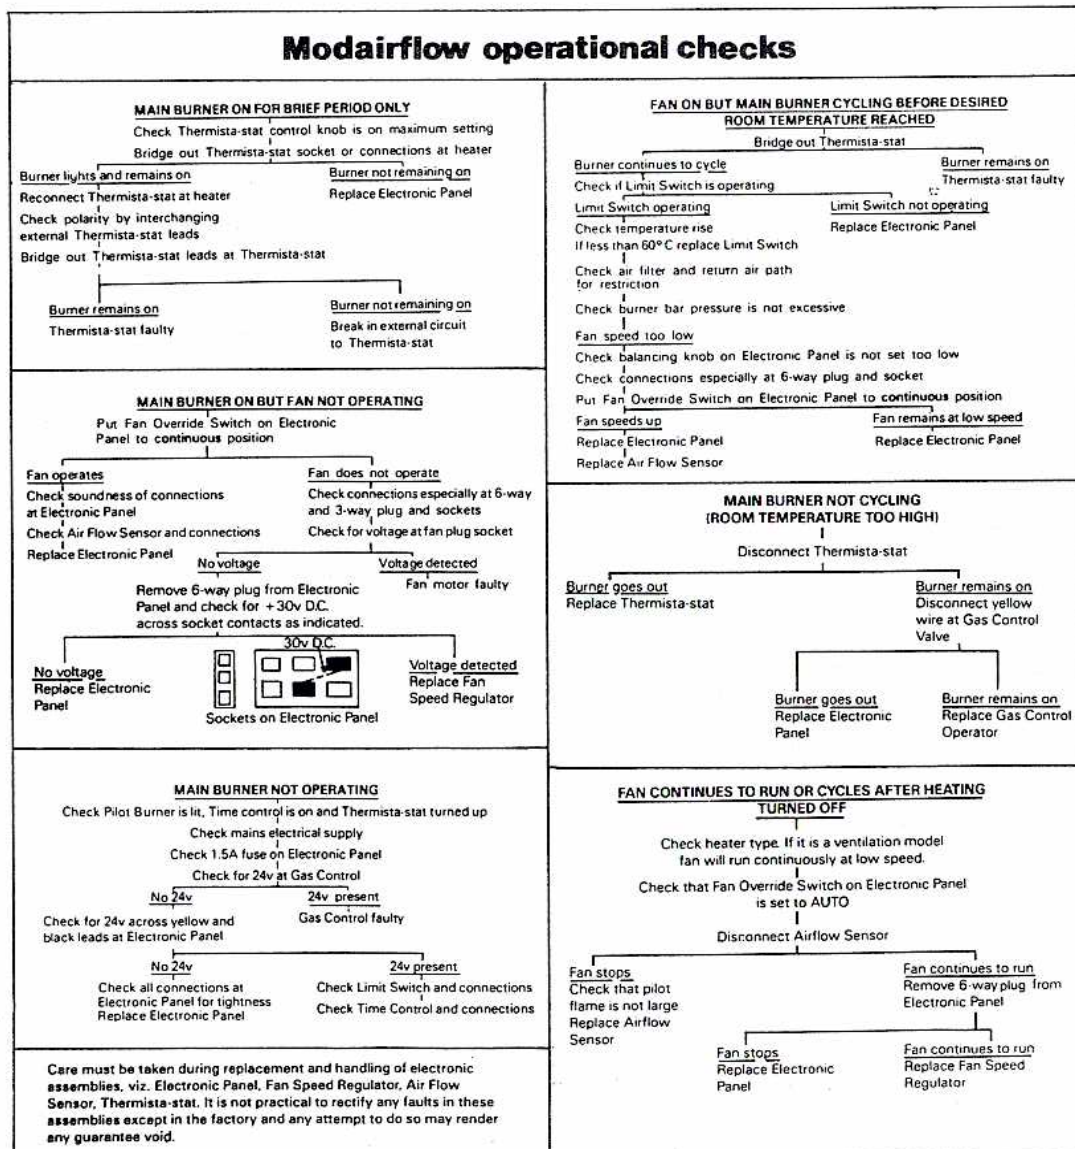 Modairflow operational checks
MAIN BURNER ON FOR BRIEF PERIOD ONLY
Check Thermista-stat control knob is on maximum setting
Bridge out Thermista-stat socket or connections at heater
Burner lights and remains on
Reconnect Thermista-stat at heater
Check polarity by interchanging
external Thermista-stat leads
Bridge out Thermista-stat leads at Thermista-stat
Burner not remaining on
Replace Electronic Panel
Burner remains on
Thermista-stat faulty
Burner not remaining on
Break in external circuit
to Thermista-stat
MAIN BURNER ON BUT FAN NOT OPERATING
Put Fan Override Switch on Electronic
Panel to continuous position
Fan operates
Check soundness of connections
at Electronic Panel
Check Air Flow Sensor and connections
Replace Electronic Panel
Fan does not operate
Check connections especially at 6-way
and 3-way plug and sockets
Check for voltage at fan plug socket
No voltage
Remove 6-way plug from Electronic
Panel and check for +30v D.C.
across socket contacts as indicated.
Voltage detected
Fan motor faulty
No voltage
Replace Electronic
Panel
30v D.C.
Sockets on Electronic Panel
Voltage detected
Replace Fan
Speed Regulator
MAIN BURNER NOT OPERATING
Check Pilot Burner is lit, Time control is on and Thermista-stat turned up
Check mains electrical supply
Check 1.5A fuse on Electronic Panel
Check for 24v at Gas Control
No 24v
Check for 24v across yellow and
black leads at Electronic Panel
24v present
Gas Control faulty
No 24v
Check all connections at
Electronic Panel for tightness
Replace Electronic Panel
24v present
Check Limit Switch and connections
Check Time Control and connections
Care must be taken during replacement and handling of electronic
assemblies, viz. Electronic Panel, Fan Speed Regulator, Air Flow
Sensor, Thermista-stat. It is not practical to rectify any faults in these
assemblies except in the factory and any attempt to do so may render
any guarantee void.
FAN ON BUT MAIN BURNER CYCLING BEFORE DESIRED
ROOM TEMPERATURE REACHED
Bridge out Thermista-stat
Burner continues to cycle
Check if Limit Switch is operating
Burner remains on
Thermista-stat faulty
Limit Switch operating
Check temperature rise
If less than 60°C replace Limit Switch
Check air filter and return air path
for restriction
Check burner bar pressure is not excessive
Limit Switch not operating
Replace Electronic Panel
Fan speed too low
Check balancing knob on Electronic Panel is not set too low
Check connections especially at 6-way plug and socket
Put Fan Override Switch on Electronic Panel to continuous position
Fan speeds up
Replace Electronic Panel
Replace Air Flow Sensor
Fan remains at low speed
Replace Electronic Panel
MAIN BURNER NOT CYCLING
(ROOM TEMPERATURE TOO HIGH)
Disconnect Thermista-stat
Burner goes out
Replace Thermista-stat
Burner remains on
Disconnect yellow
wire at Gas Control
Valve
Burner goes out
Replace Electronic
Panel
Burner remains on
Replace Gas Control
Operator
FAN CONTINUES TO RUN OR CYCLES AFTER HEATING
TURNED OFF
Check heater type. If it is a ventilation model
fan will run continuously at low speed.
Check that Fan Override Switch on Electronic Panel
is set to AUTO
Disconnect Airflow Sensor
Fan stops
Check that pilot
flame is not large
Replace Airflow
Sensor
Fan continues to run
Remove 6-way plug from
Electronic Panel
Fan stops
Replace Electronic
Panel
Fan continues to run
Replace Fan Speed
Regulator